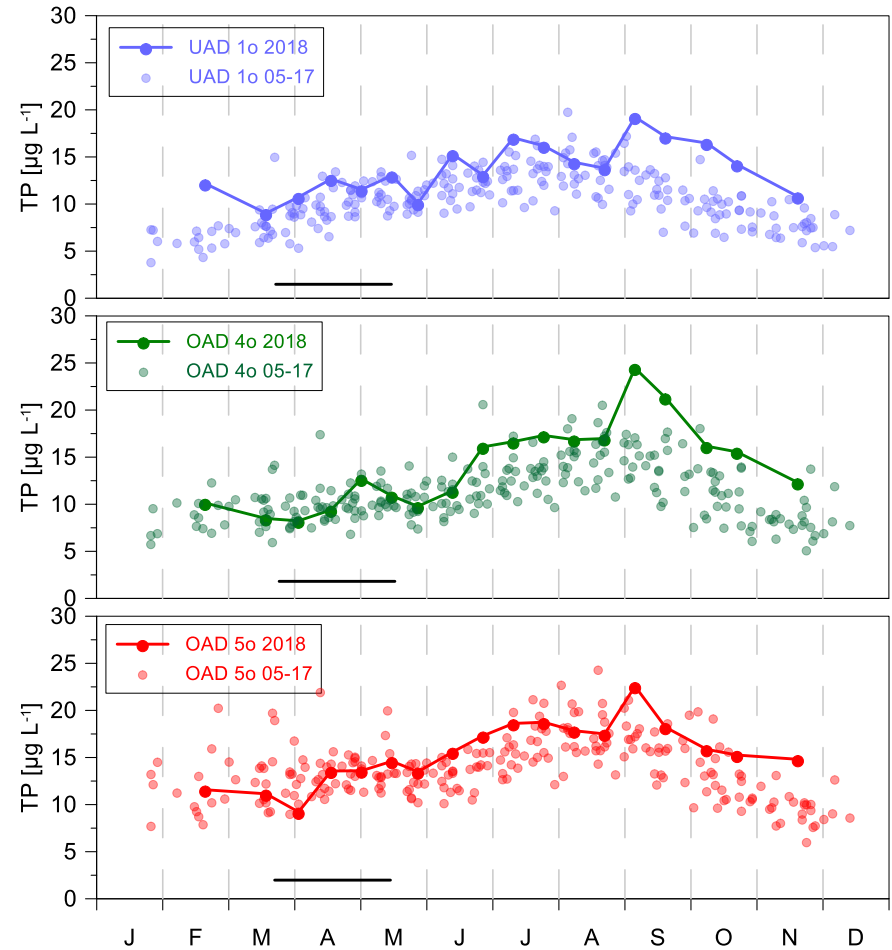 30
UAD 1o 2018
UAD 1o 05-17
25
20
15
10
5
0
TP [µg L-1]
30
OAD 4o 2018
OAD 4o 05-17
25
20
15
10
5
0
TP [µg L-1]
30
OAD 5o 2018
OAD 5o 05-17
25
20
15
10
5
0
TP [µg L-1]
J F M A M J J A S O N D